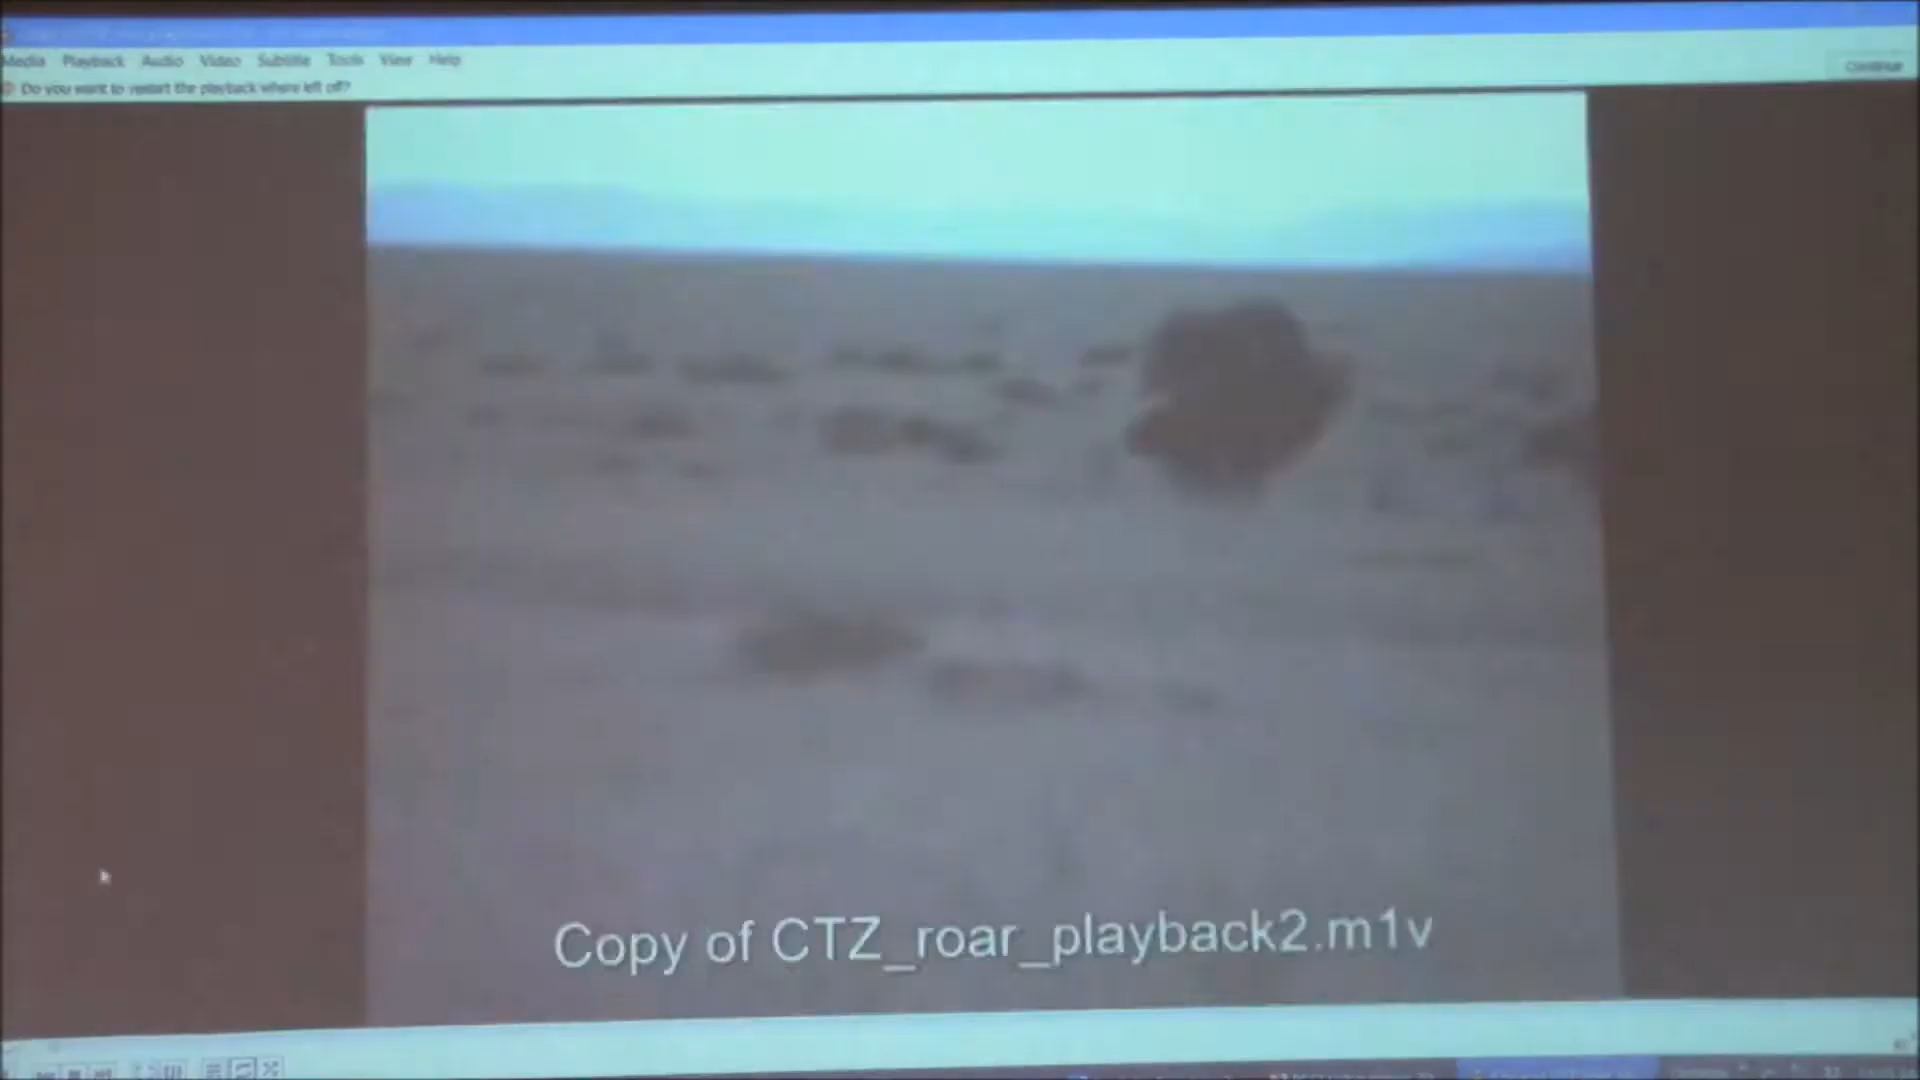 Media Playback Audio Video Subtitle Tools View Help
Continue
Do you want to restart the playback where left off?
Copy of CTZ_roar_playback2.m1v